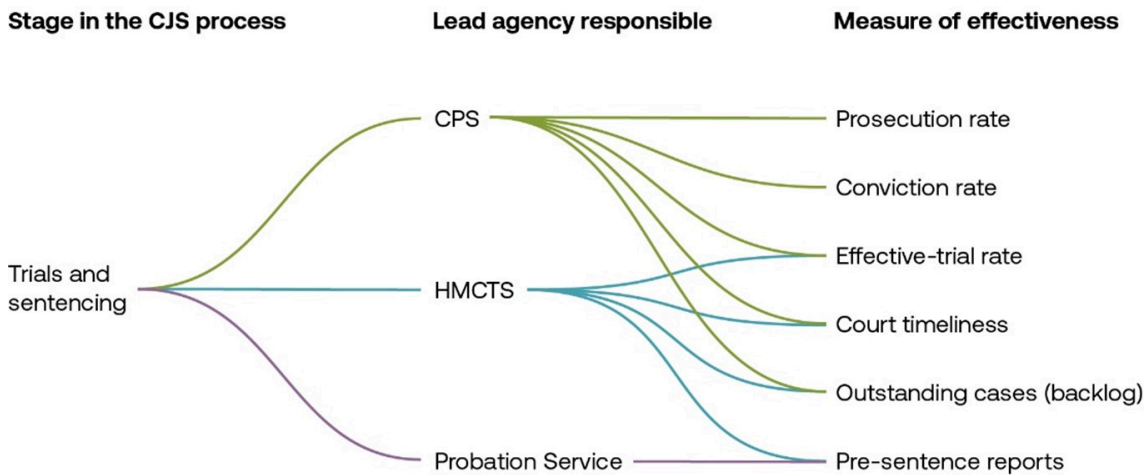 Stage in the CJS process
Lead agency responsible
Measure of effectiveness
Trials and
sentencing
CPS
HMCTS
Probation Service
Prosecution rate
Conviction rate
Effective-trial rate
Court timeliness
Outstanding cases (backlog)
Pre-sentence reports